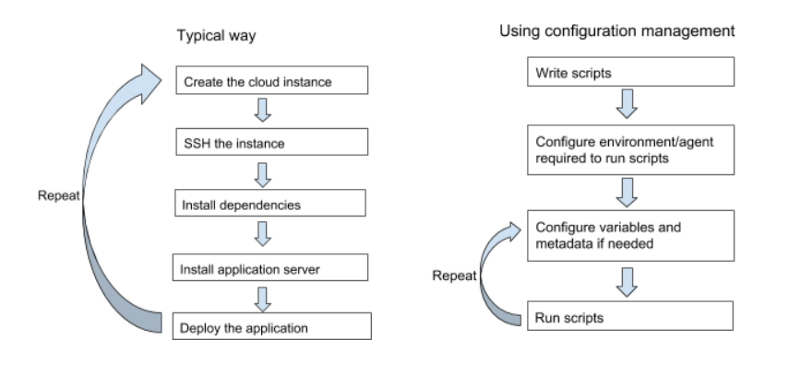 Typical way
Create the cloud instance
SSH the instance
Install dependencies
Install application server
Deploy the application
Repeat
Using configuration management
Write scripts
Configure environment/agent
required to run scripts
Configure variables and
metadata if needed
Run scripts
Repeat